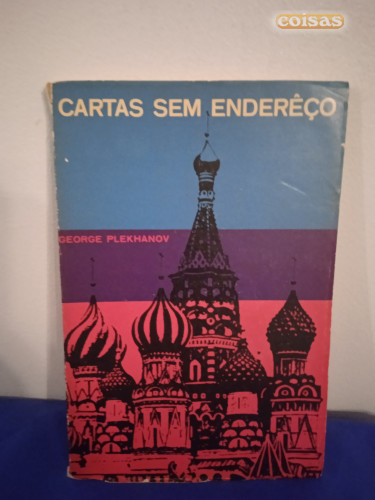 coisas
CARTAS SEM ENDERÊÇO
GEORGE PLEKHANOV